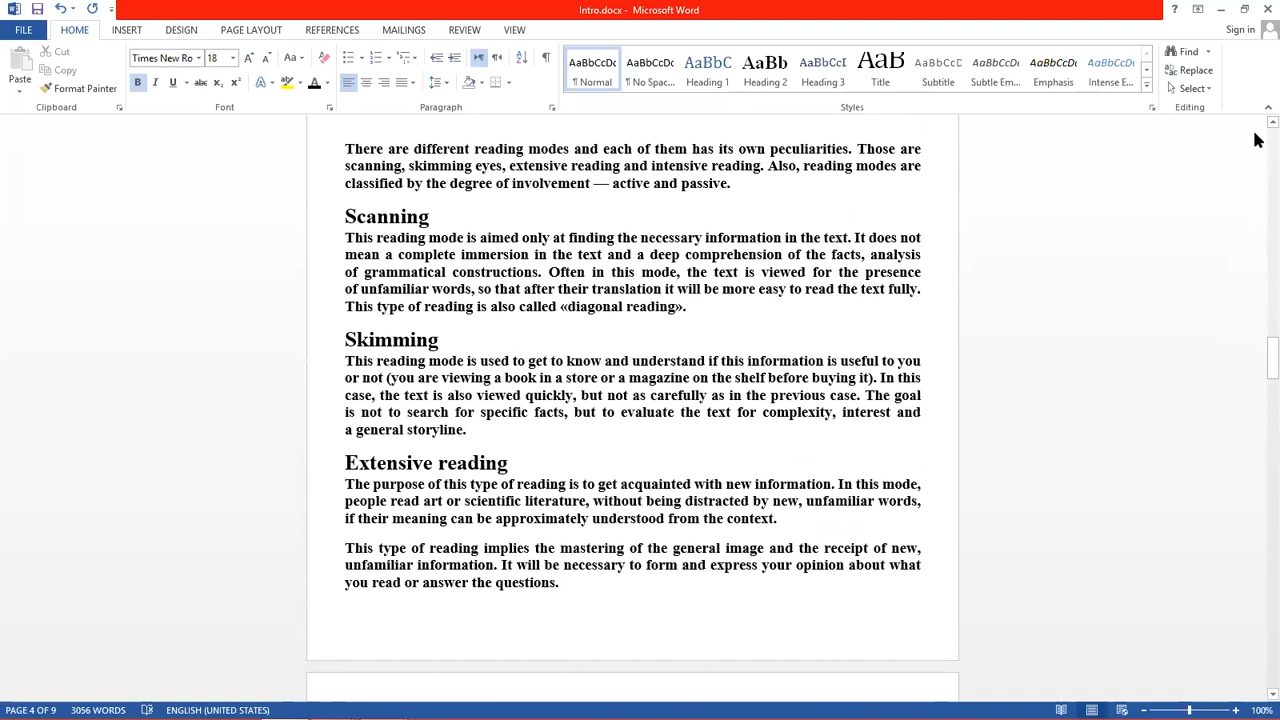 Intro.docx - Microsoft Word
Sign in
FILE HOME INSERT DESIGN PAGE LAYOUT REFERENCES MAILINGS REVIEW VIEW
Paste
Cut
Copy
Format Painter
Clipboard
Times New Ro 18
Font
Paragraph
AaBbCcDc AaBbCcDc AaBbC AaBb AaBbCcI AaB AaBbCcDc AaBbCcDc AaBbCcDc AaBbCcDc
¶ Normal ¶ No Spac... Heading 1 Heading 2 Heading 3 Title Subtitle Subtle Em... Emphasis Intense E...
Styles
Find
Replace
Select
Editing
There are different reading modes and each of them has its own peculiarities. Those are
scanning, skimming eyes, extensive reading and intensive reading. Also, reading modes are
classified by the degree of involvement — active and passive.
Scanning
This reading mode is aimed only at finding the necessary information in the text. It does not
mean a complete immersion in the text and a deep comprehension of the facts, analysis
of grammatical constructions. Often in this mode, the text is viewed for the presence
of unfamiliar words, so that after their translation it will be more easy to read the text fully.
This type of reading is also called «diagonal reading».
Skimming
This reading mode is used to get to know and understand if this information is useful to you
or not (you are viewing a book in a store or a magazine on the shelf before buying it). In this
case, the text is also viewed quickly, but not as carefully as in the previous case. The goal
is not to search for specific facts, but to evaluate the text for complexity, interest and
a general storyline.
Extensive reading
The purpose of this type of reading is to get acquainted with new information. In this mode,
people read art or scientific literature, without being distracted by new, unfamiliar words,
if their meaning can be approximately understood from the context.
This type of reading implies the mastering of the general image and the receipt of new,
unfamiliar information. It will be necessary to form and express your opinion about what
you read or answer the questions.
PAGE 4 OF 9 3056 WORDS ENGLISH (UNITED STATES) 100%